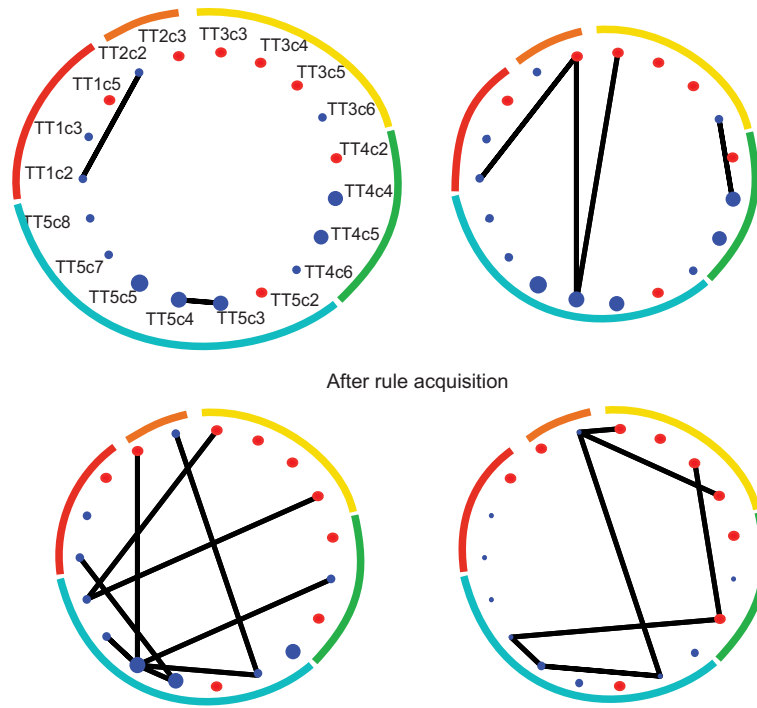 TT3c3
TT2c3
TT3c4
TT2c2
TT3c5
TT1c5
TT3c6
TT1c3
TT4c2
TT1c2
TT4c4
TT5c8
TT4c5
TT5c7
TT4c6
TT5c5
TT5c2
TT5c4
TT5c3
After rule acquisition